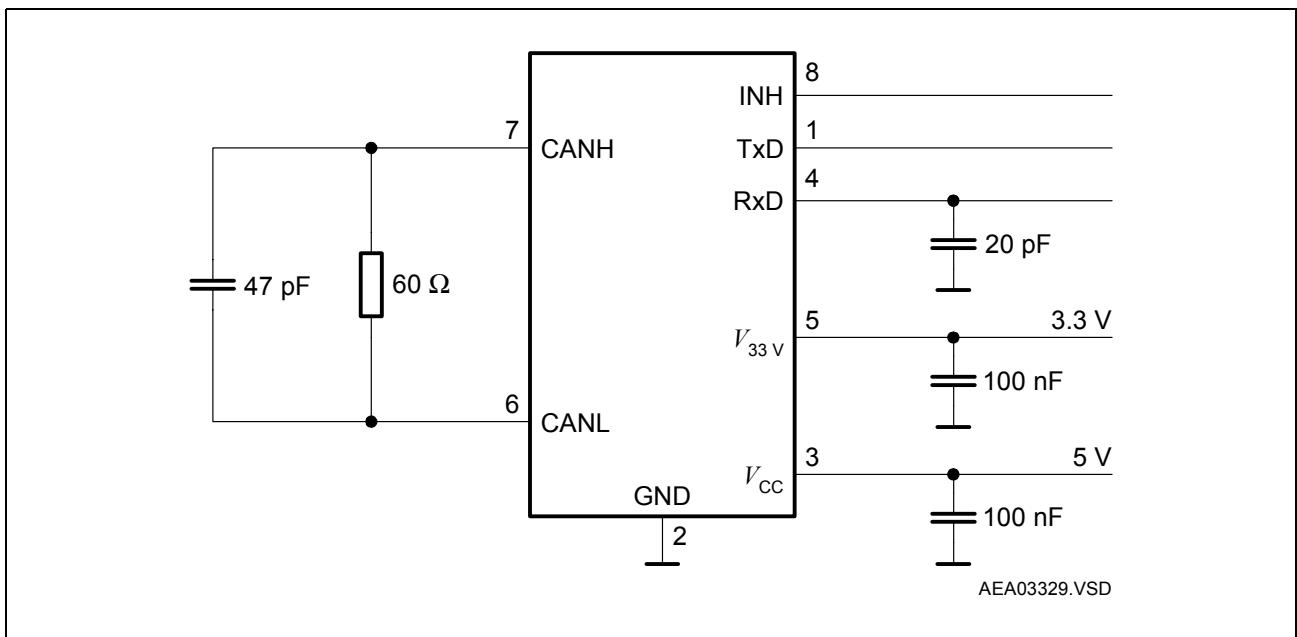 8
INH
7
1
CANH
TxD
4
RxD
20 pF
47 pF
60 Ω
5
3.3 V
V33 V
100 nF
6
CANL
3
5 V
VCC
GND
100 nF
2
AEA03329.VSD